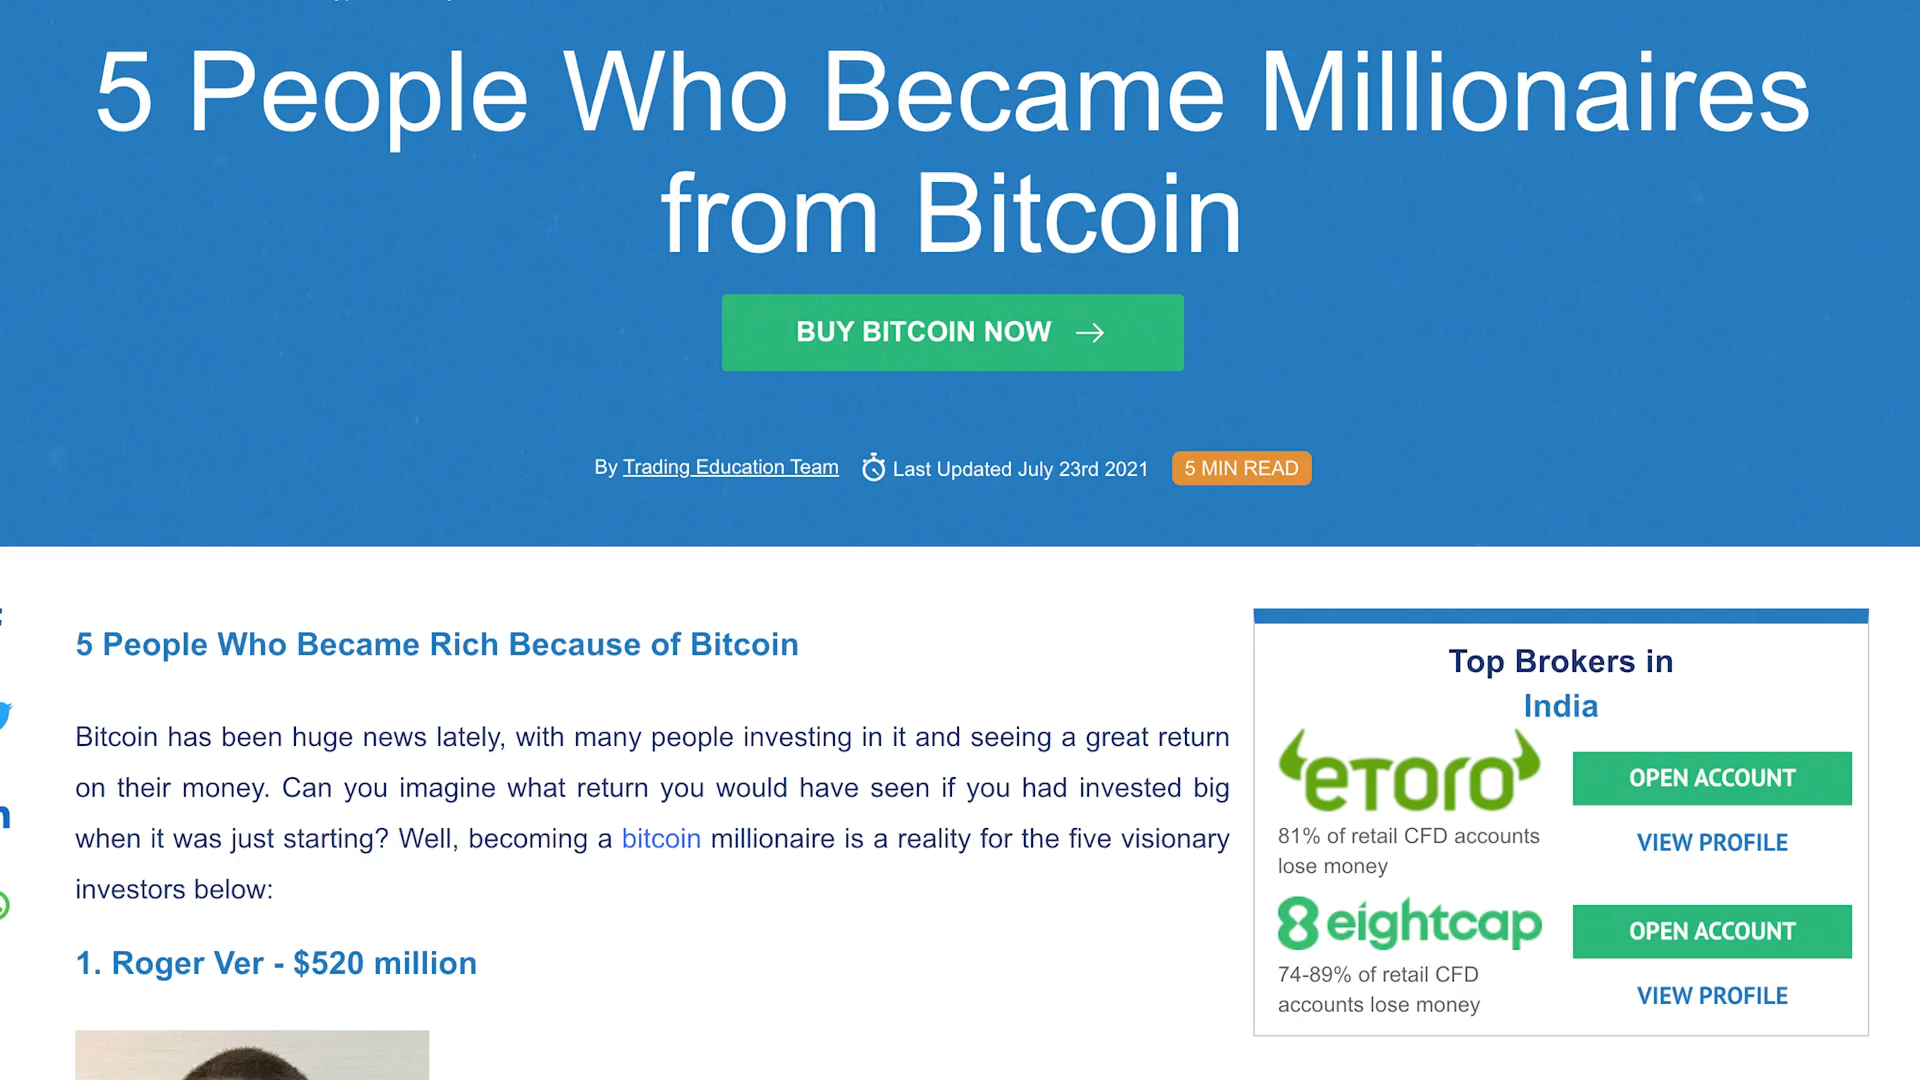 5 People Who Became Millionaires
from Bitcoin
BUY BITCOIN NOW →
By Trading Education Team Last Updated July 23rd 2021 5 MIN READ
5 People Who Became Rich Because of Bitcoin
Bitcoin has been huge news lately, with many people investing in it and seeing a great return
on their money. Can you imagine what return you would have seen if you had invested big
when it was just starting? Well, becoming a bitcoin millionaire is a reality for the five visionary
investors below:
1. Roger Ver - $520 million
Top Brokers in
India
eToro
OPEN ACCOUNT
81% of retail CFD accounts
lose money
VIEW PROFILE
8 eightcap
OPEN ACCOUNT
74-89% of retail CFD
accounts lose money
VIEW PROFILE